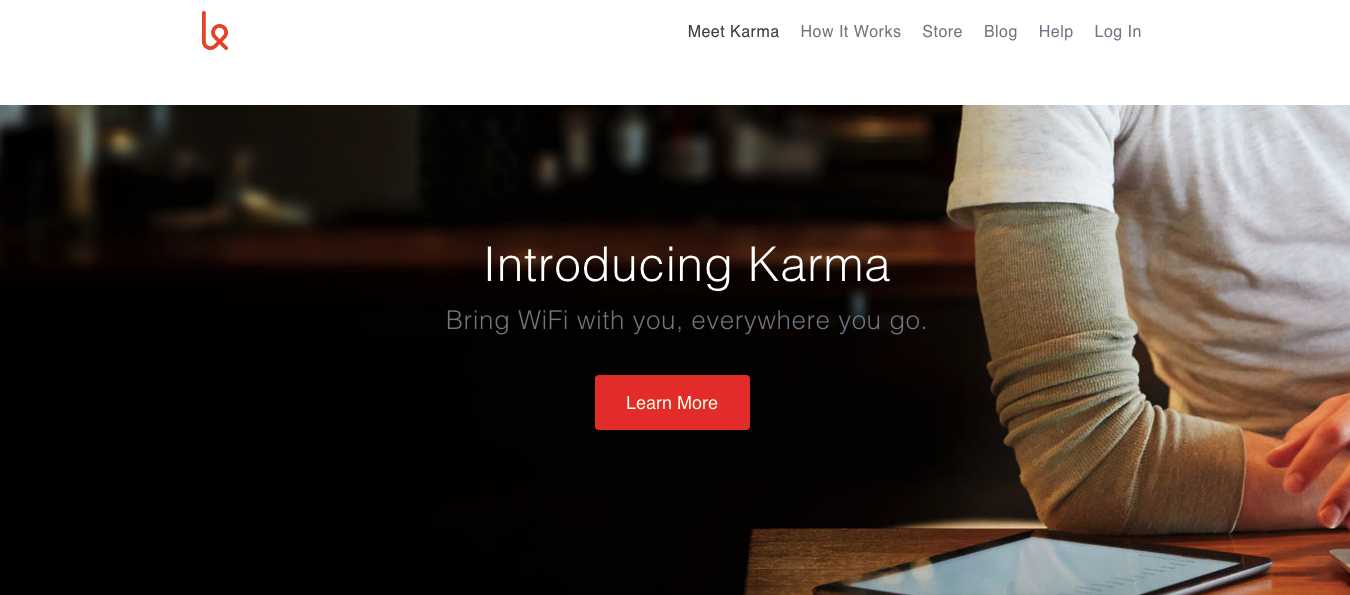 Meet Karma How It Works Store Blog Help Log In
Introducing Karma
Bring WiFi with you, everywhere you go.
Learn More